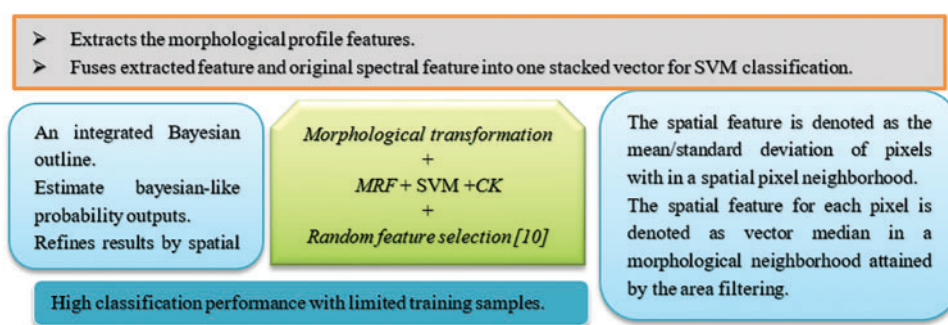 ➢ Extracts the morphological profile features.
➢ Fuses extracted feature and original spectral feature into one stacked vector for SVM classification.
An integrated Bayesian
outline.
Estimate bayesian-like
probability outputs.
Refines results by spatial
Morphological transformation
+
MRF + SVM +CK
+
Random feature selection[10]
The spatial feature is denoted as the
mean/standard deviation of pixels
with in a spatial pixel neighborhood.
The spatial feature for each pixel is
denoted as vector median in a
morphological neighborhood attained
by the area filtering.
High classification performance with limited training samples.